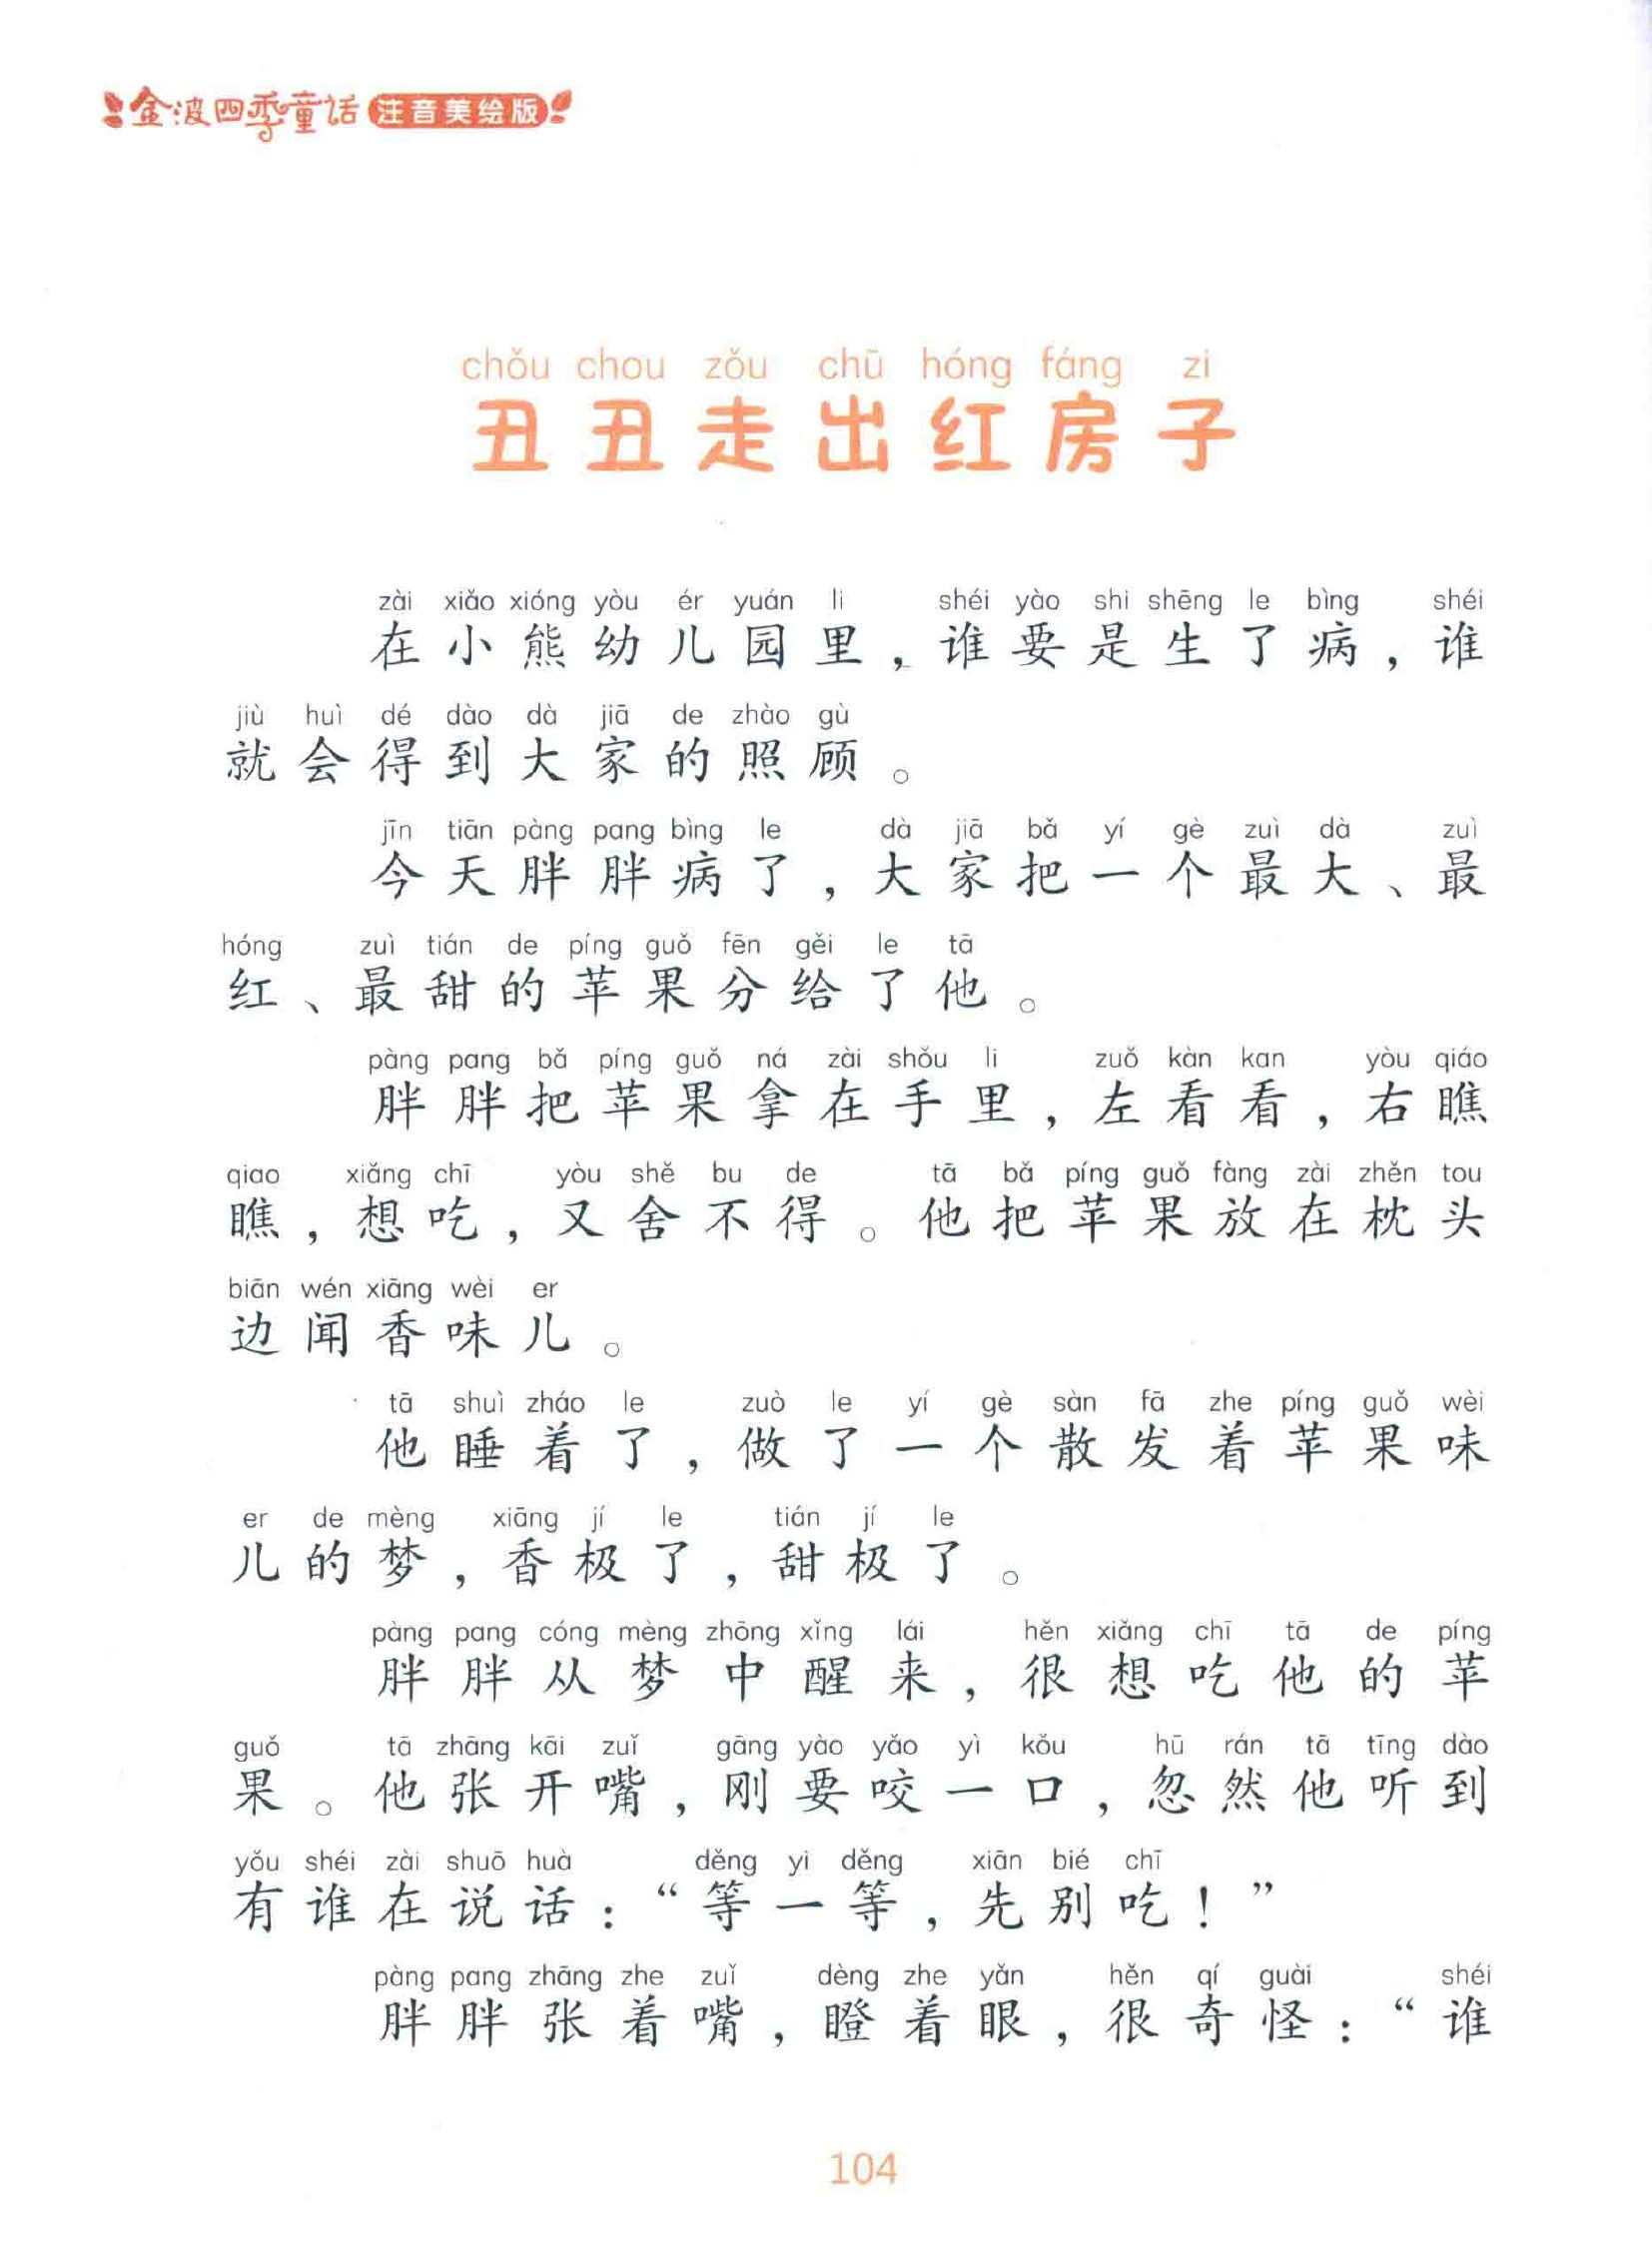 金波四季童话 注音美绘版
chǒu chou zǒu chū hóng fáng zi
丑丑走出红房子
zài xiǎo xióng yòu ér yuán li shéi yào shi shēng le bìng shéi
在小熊幼儿园里，谁要是生了病，谁
jiù huì dé dào dà jiā de zhào gù
就会得到大家的照顾。
jīn tiān pàng pang bìng le dà jiā bǎ yí gè zuì dà zuì
今天胖胖病了，大家把一个最大、最
hóng zuì tián de píng guǒ fēn gěi le tā
红、最甜的苹果分给了他。
pàng pang bǎ píng guǒ ná zài shǒu li zuǒ kàn kan yòu qiáo
胖胖把苹果拿在手里，左看看，右瞧
qiao xiǎng chī yòu shě bu de tā bǎ píng guǒ fàng zài zhěn tou
瞧，想吃，又舍不得。他把苹果放在枕头
biān wén xiāng wèi er
边闻香味儿。
tā shuì zháo le zuò le yí gè sàn fā zhe píng guǒ wèi
他睡着了，做了一个散发着苹果味
er de mèng xiāng jí le tián jí le
儿的梦，香极了，甜极了。
pàng pang cóng mèng zhōng xǐng lái hěn xiǎng chī tā de píng
胖胖从梦中醒来，很想吃他的苹
guǒ tā zhāng kāi zuǐ gāng yào yǎo yì kǒu hū rán tā tīng dào
果。他张开嘴，刚要咬一口，忽然他听到
yǒu shéi zài shuō huà děng yi děng xiān bié chī
有谁在说话：“等一等，先别吃！”
pàng pang zhāng zhe zuǐ dèng zhe yǎn hěn qí guài shéi
胖胖张着嘴，瞪着眼，很奇怪：“谁
104